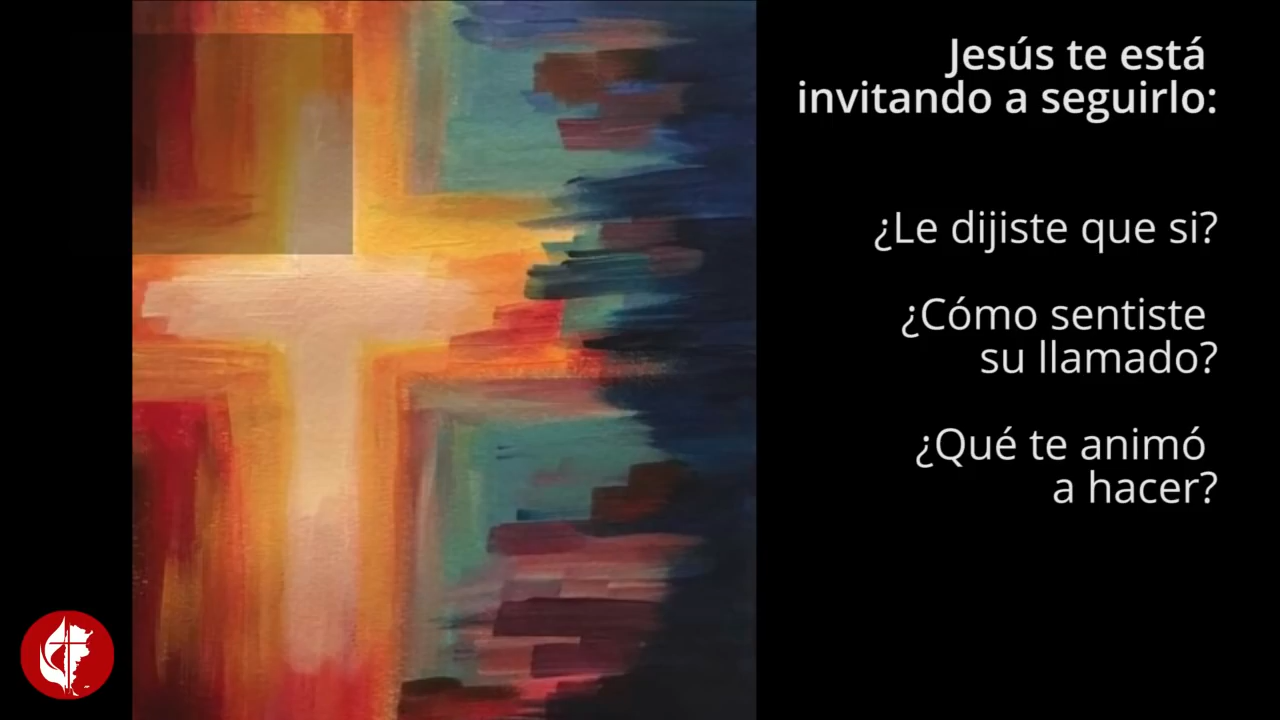 Jesús te está
invitando a seguirlo:
¿Le dijiste que si?
¿Cómo sentiste
su llamado?
¿Qué te animó
a hacer?